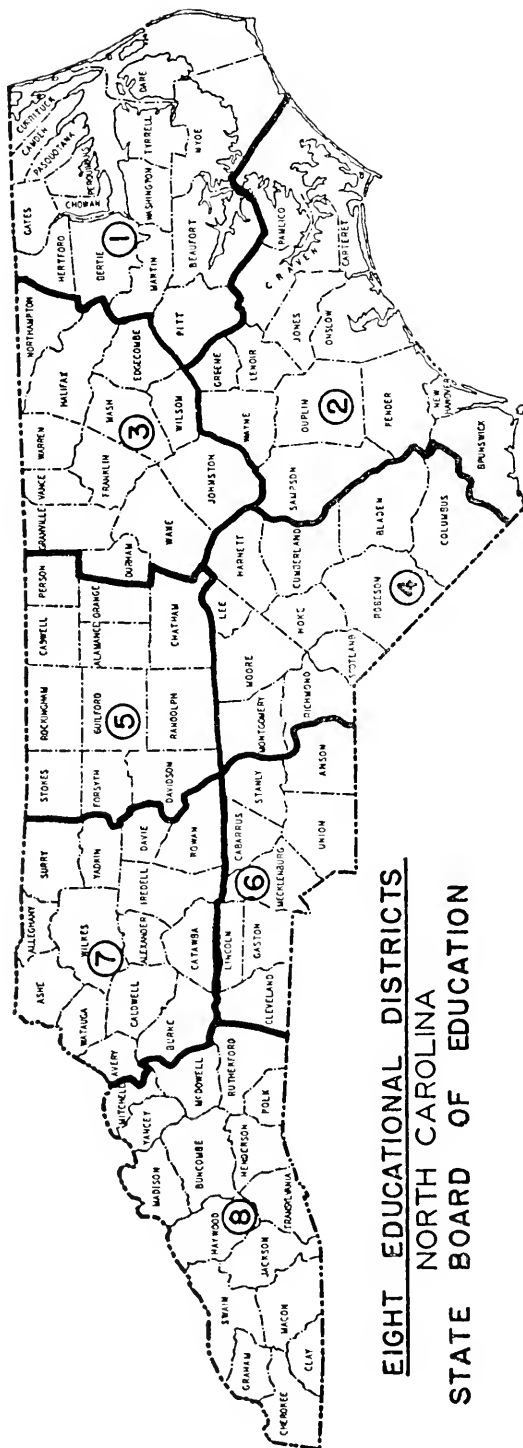 CHEROKEE
GRAHAM
CLAY
SWAIN
MACON
JACKSON
HAYWOOD
8
TRANSYLVANIA
MADISON
BUNCOMBE
HENDERSON
YANCEY
MITCHELL
MCDOWELL
RUTHERFORD
POLK
AVERY
WATAUGA
ASHE
ALLEGHANY
WILKES
7
CALDWELL
BURKE
ALEXANDER
CATAWBA
IREDELL
SURRY
YADKIN
DAVIE
ROWAN
CLEVELAND
LINCOLN
GASTON
6
MECKLENBURG
CABARRUS
STANLY
UNION
ANSON
STOKES
FORSYTH
DAVIDSON
ROCKINGHAM
GUILFORD
5
RANDOLPH
CASWELL
ALAMANCE
ORANGE
CHATHAM
PERSON
MONTGOMERY
RICHMOND
MOORE
LEE
HOKE
SCOTLAND
HARNETT
CUMBERLAND
ROBESON
4
BLADEN
COLUMBUS
GRANVILLE
VANCE
WARREN
DURHAM
WAKE
FRANKLIN
JOHNSTON
HALIFAX
NASH
3
WILSON
NORTHAMPTON
EDGECOMBE
SAMPSON
WAYNE
DUPLIN
2
PENDER
NEW HANOVER
BRUNSWICK
GREENE
LENOIR
JONES
ONSLOW
CRAVEN
PAMLICO
CARTERET
PITT
HERTFORD
BERTIE
1
MARTIN
BEAUFORT
GATES
CHOWAN
PERQUIMANS
PASQUOTANK
CAMDEN
CURRITUCK
WASHINGTON
TYRRELL
DARE
HYDE
EIGHT EDUCATIONAL DISTRICTS
NORTH CAROLINA
STATE BOARD OF EDUCATION